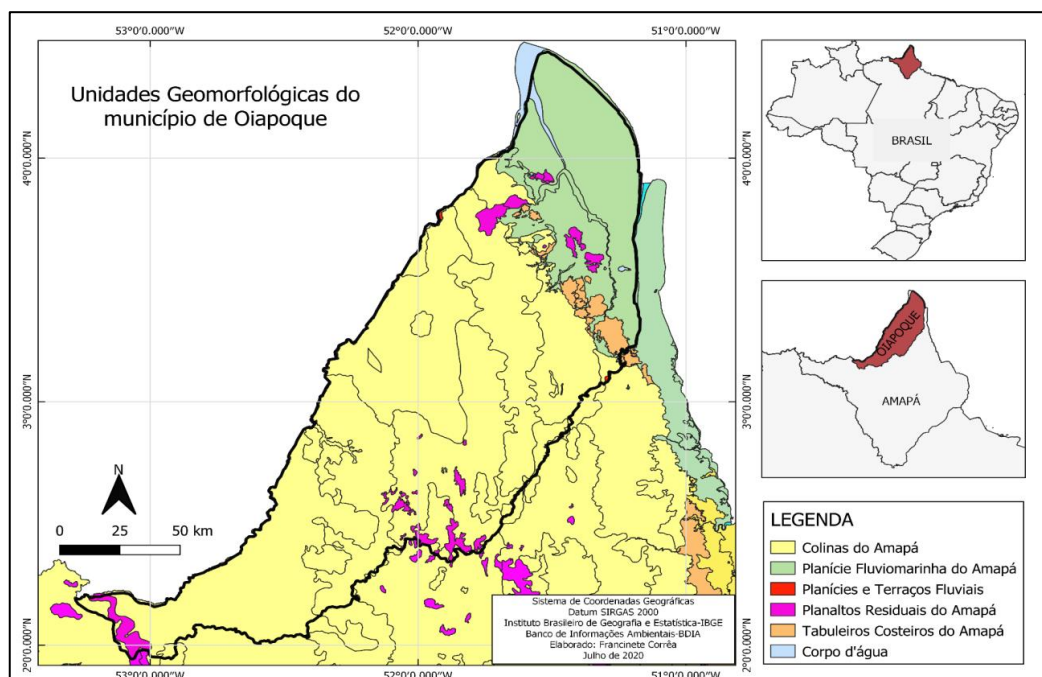 53°0'0.000"W
52°0'0.000"W
51°0'0.000"W
Unidades Geomorfológicas do
município de Oiapoque
4°0'0.000"N
4°0'0.000"N
3°0'0.000"N
3°0'0.000"N
2°0'0.000"N
2°0'0.000"N
N
0 25 50 km
Sistema de Coordenadas Geográficas
Datum SIRGAS 2000
Instituto Brasileiro de Geografia e Estatística-IBGE
Banco de Informações Ambientais-BDIA
Elaborado: Francinete Corrêa
Julho de 2020
53°0'0.000"W
52°0'0.000"W
51°0'0.000"W
BRASIL
OIAPOQUE
AMAPÁ
LEGENDA
Colinas do Amapá
Planície Fluviomarinha do Amapá
Planícies e Terraços Fluviais
Planaltos Residuais do Amapá
Tabuleiros Costeiros do Amapá
Corpo d'água